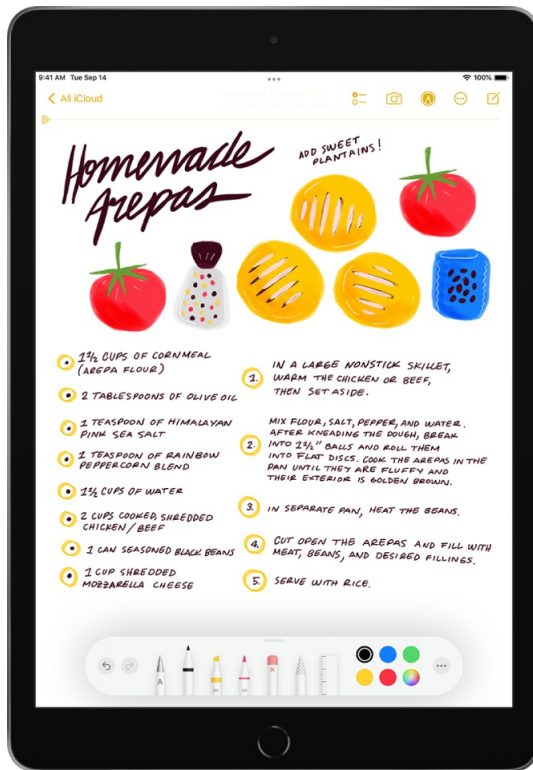 9:41 AM Tue Sep 14
100%
All iCloud
Homemade
Arepas
ADD SWEET
PLANTAINS!
1 1/2 CUPS OF CORNMEAL
(AREPA FLOUR)
2 TABLESPOONS OF OLIVE OIL
1 TEASPOON OF HIMALAYAN
PINK SEA SALT
1 TEASPOON OF RAINBOW
PEPPERCORN BLEND
1 1/2 CUPS OF WATER
2 CUPS COOKED, SHREDDED
CHICKEN/BEEF
1 CAN SEASONED BLACK BEANS
1 CUP SHREDDED
MOZZARELLA CHEESE
1. IN A LARGE NONSTICK SKILLET,
WARM THE CHICKEN OR BEEF,
THEN SET ASIDE.
2. MIX FLOUR, SALT, PEPPER, AND WATER.
AFTER KNEADING THE DOUGH, BREAK
INTO 1 1/2" BALLS AND ROLL THEM
INTO FLAT DISCS. COOK THE AREPAS IN THE
PAN UNTIL THEY ARE FLUFFY AND
THEIR EXTERIOR IS GOLDEN BROWN.
3. IN SEPARATE PAN, HEAT THE BEANS.
4. CUT OPEN THE AREPAS AND FILL WITH
MEAT, BEANS, AND DESIRED FILLINGS.
5. SERVE WITH RICE.
A